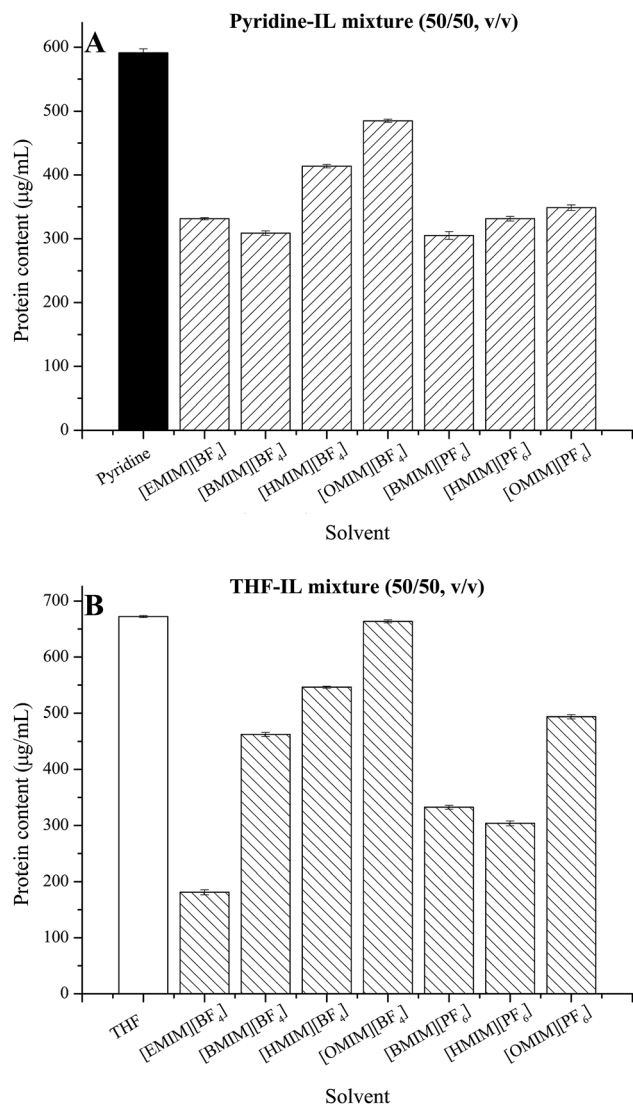 A
Pyridine-IL mixture (50/50, v/v)
600
500
400
300
200
100
0
Protein content (µg/mL)
Pyridine
[EMIM][BF4]
[BMIM][BF4]
[HMIM][BF4]
[OMIM][BF4]
[BMIM][PF6]
[HMIM][PF6]
[OMIM][PF6]
Solvent
B
THF-IL mixture (50/50, v/v)
700
600
500
400
300
200
100
0
Protein content (µg/mL)
THF
[EMIM][BF4]
[BMIM][BF4]
[HMIM][BF4]
[OMIM][BF4]
[BMIM][PF6]
[HMIM][PF6]
[OMIM][PF6]
Solvent